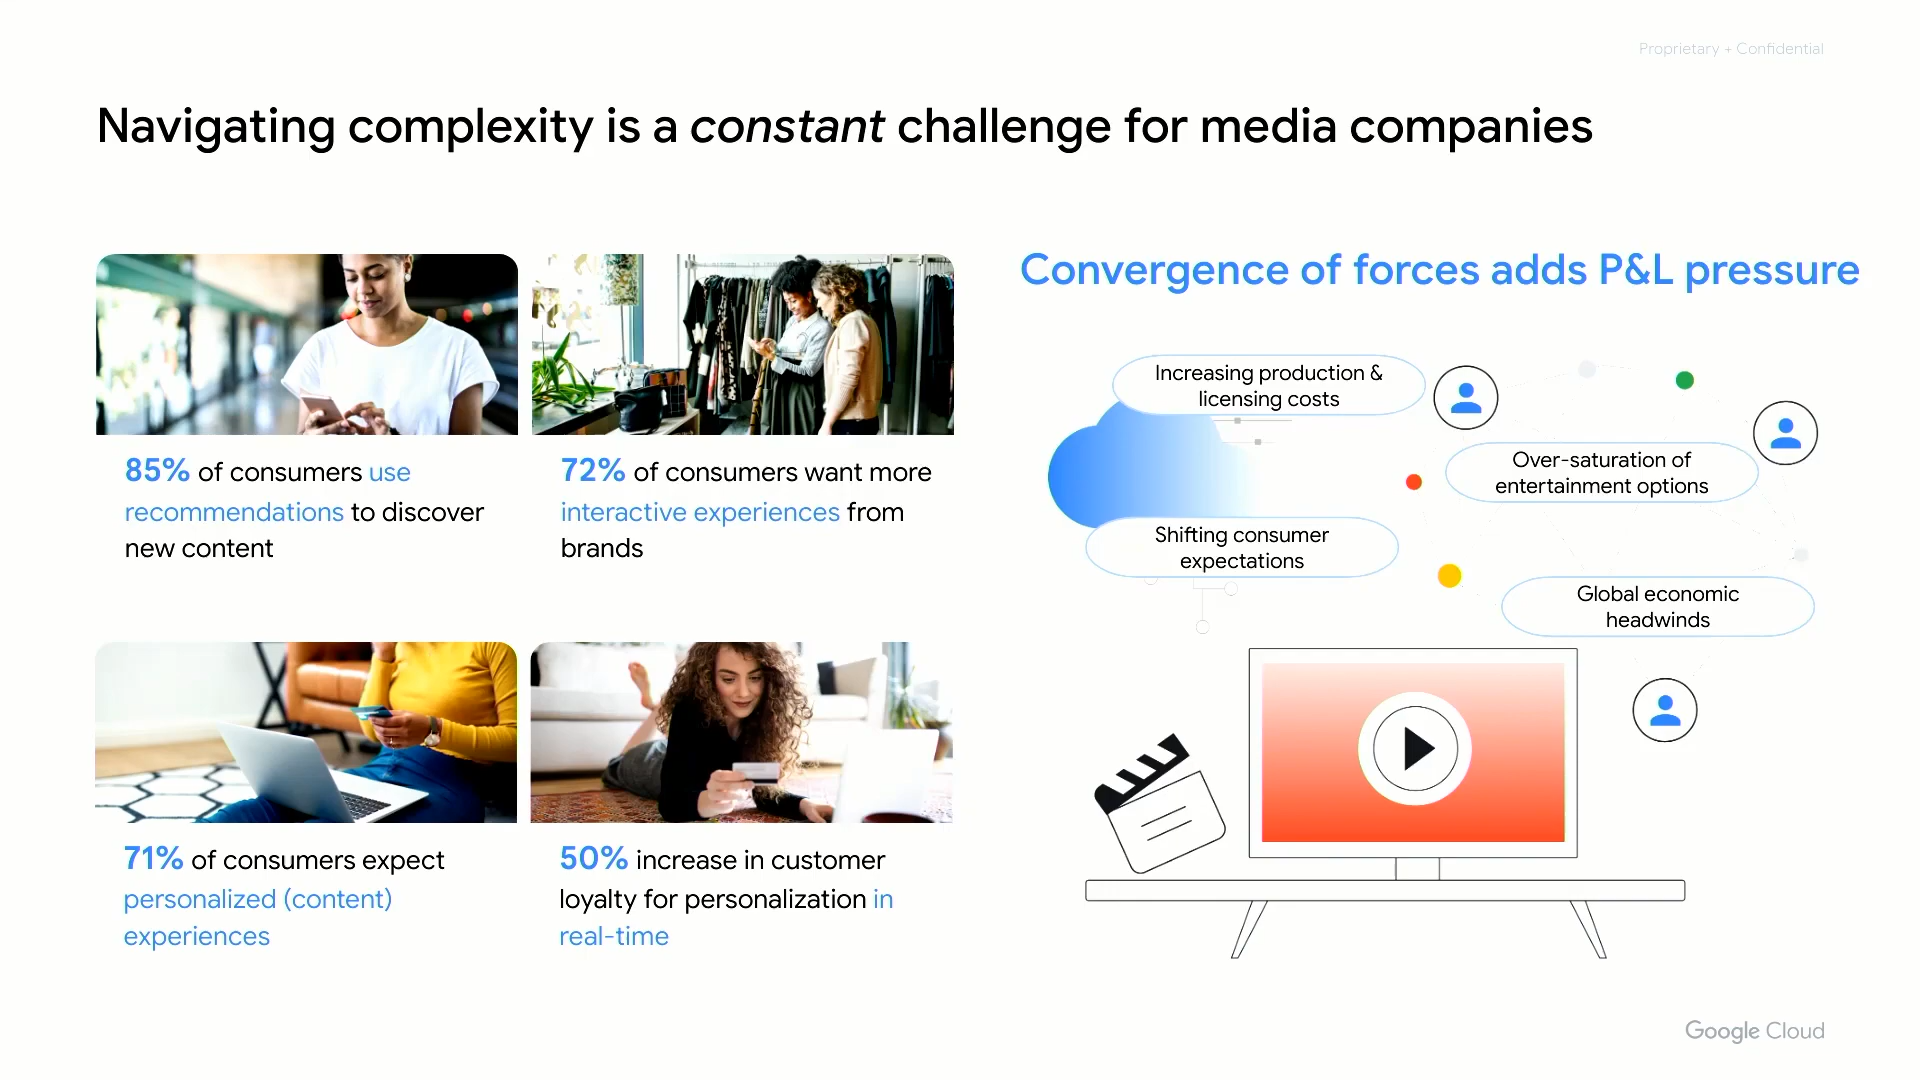 Proprietary + Confidential
Navigating complexity is a constant challenge for media companies
85% of consumers use
recommendations to discover
new content
72% of consumers want more
interactive experiences from
brands
71% of consumers expect
personalized (content)
experiences
50% increase in customer
loyalty for personalization in
real-time
Convergence of forces adds P&L pressure
Increasing production &
licensing costs
Over-saturation of
entertainment options
Shifting consumer
expectations
Global economic
headwinds
Google Cloud